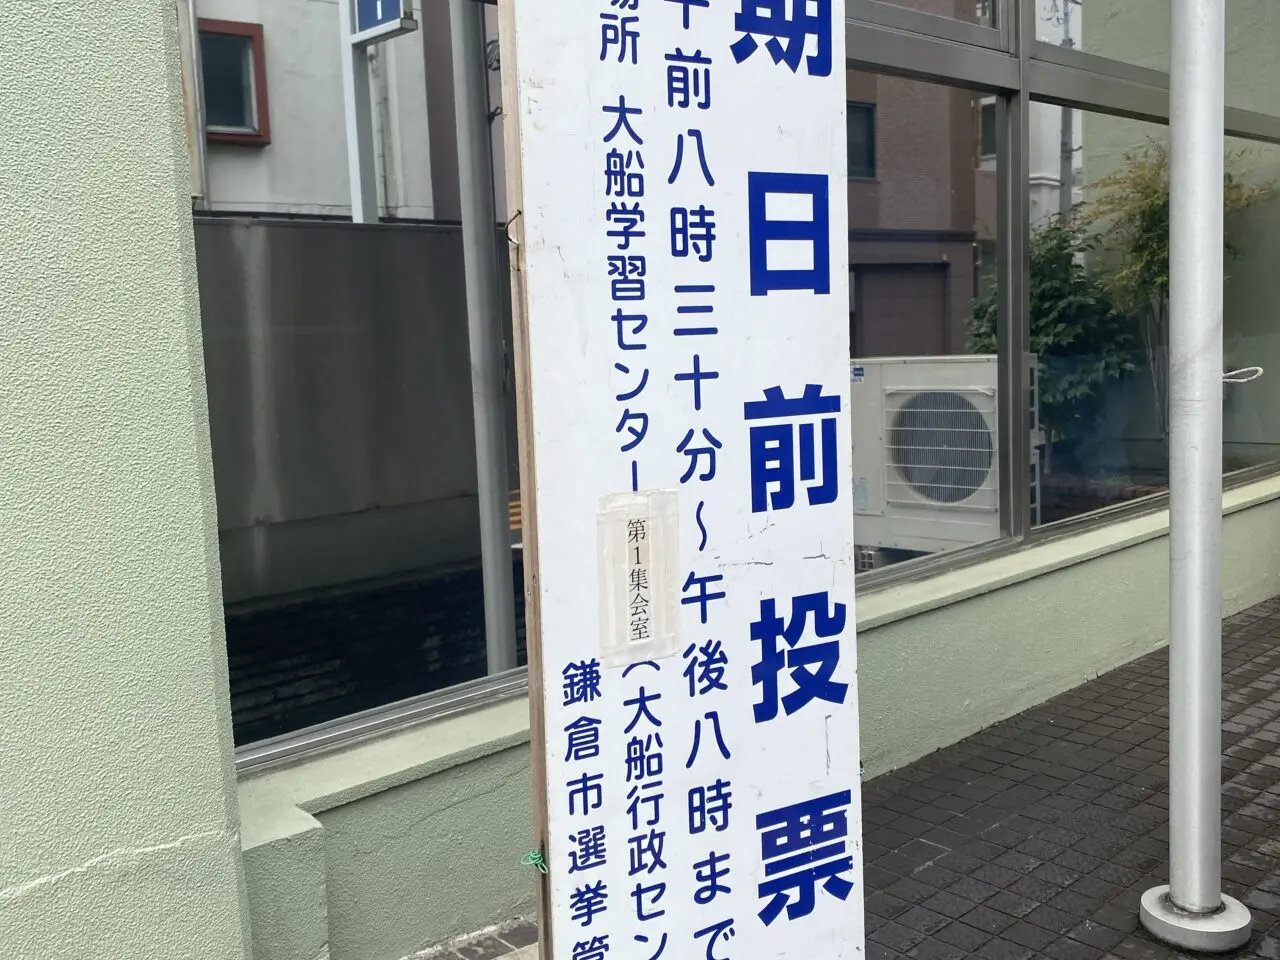 期日前投票
午前八時三十分～午後八時まで
場所 大船学習センター
第1集会室
(大船行政セン
鎌倉市選挙管